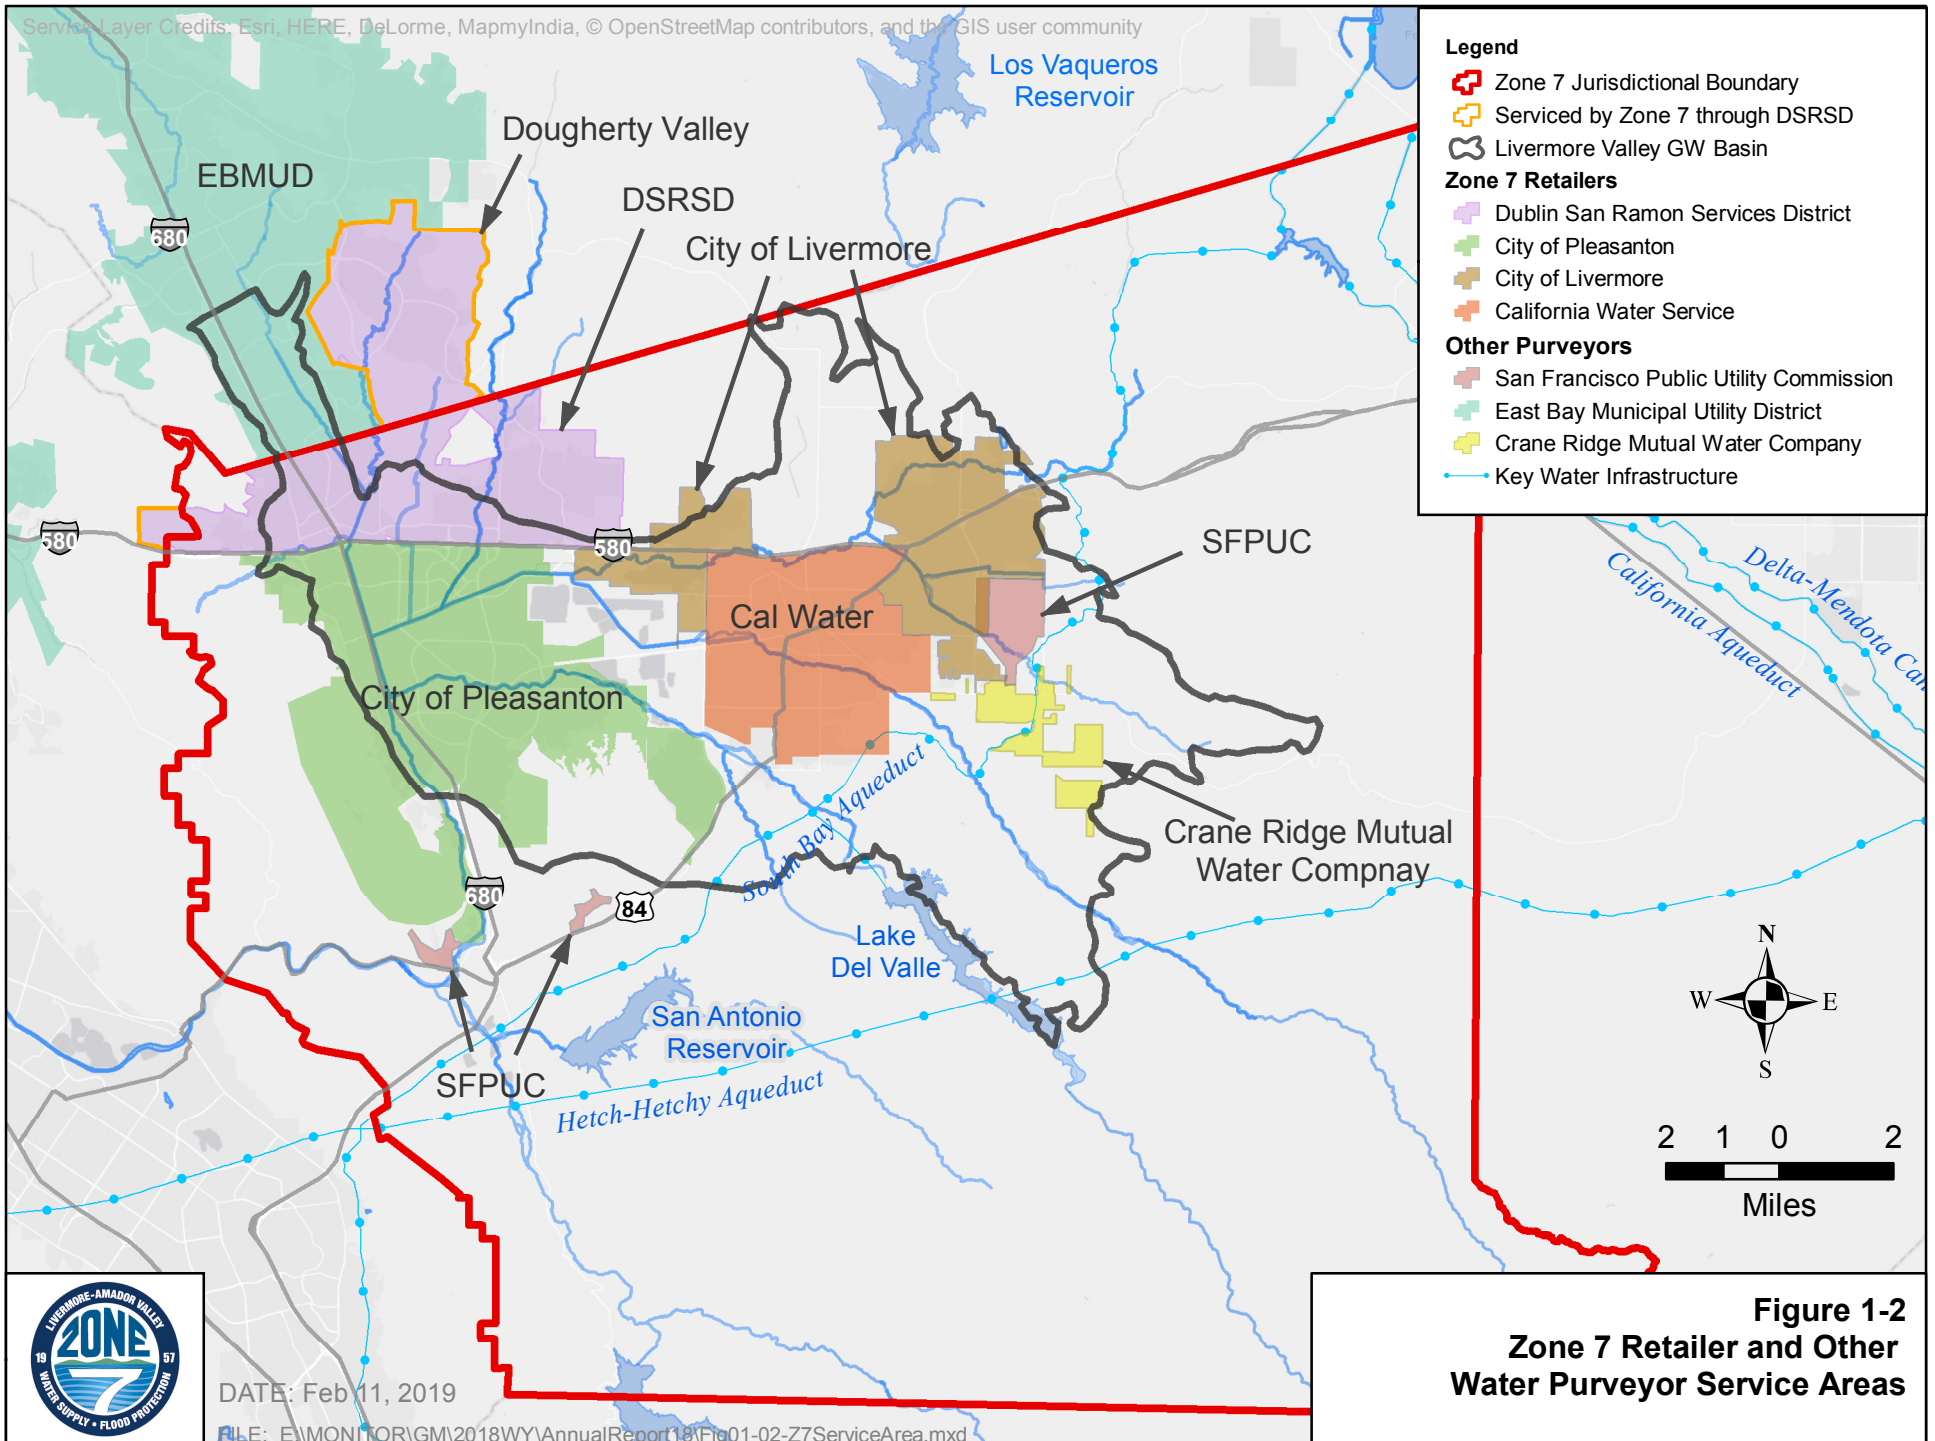 Service Layer Credits: Esri, HERE, DeLorme, MapmyIndia, © OpenStreetMap contributors, and the GIS user community
Los Vaqueros
Reservoir
Dougherty Valley
EBMUD
DSRSD
City of Livermore
680
580
580
SFPUC
Cal Water
City of Pleasanton
California Aqueduct
Delta-Mendota Can
South Bay Aqueduct
Crane Ridge Mutual
Water Compnay
680
84
Lake
Del Valle
San Antonio
Reservoir
SFPUC
Hetch-Hetchy Aqueduct
Legend
Zone 7 Jurisdictional Boundary
Serviced by Zone 7 through DSRSD
Livermore Valley GW Basin
Zone 7 Retailers
Dublin San Ramon Services District
City of Pleasanton
City of Livermore
California Water Service
Other Purveyors
San Francisco Public Utility Commission
East Bay Municipal Utility District
Crane Ridge Mutual Water Company
Key Water Infrastructure
N
W E
S
2 1 0 2
Miles
LIVERMORE-AMADOR VALLEY
ZONE
19 57
7
WATER SUPPLY • FLOOD PROTECTION
DATE: Feb 11, 2019
FILE: E:\MONITOR\GM\2018WY\AnnualReport18\Fig01-02-Z7ServiceArea.mxd
Figure 1-2
Zone 7 Retailer and Other
Water Purveyor Service Areas